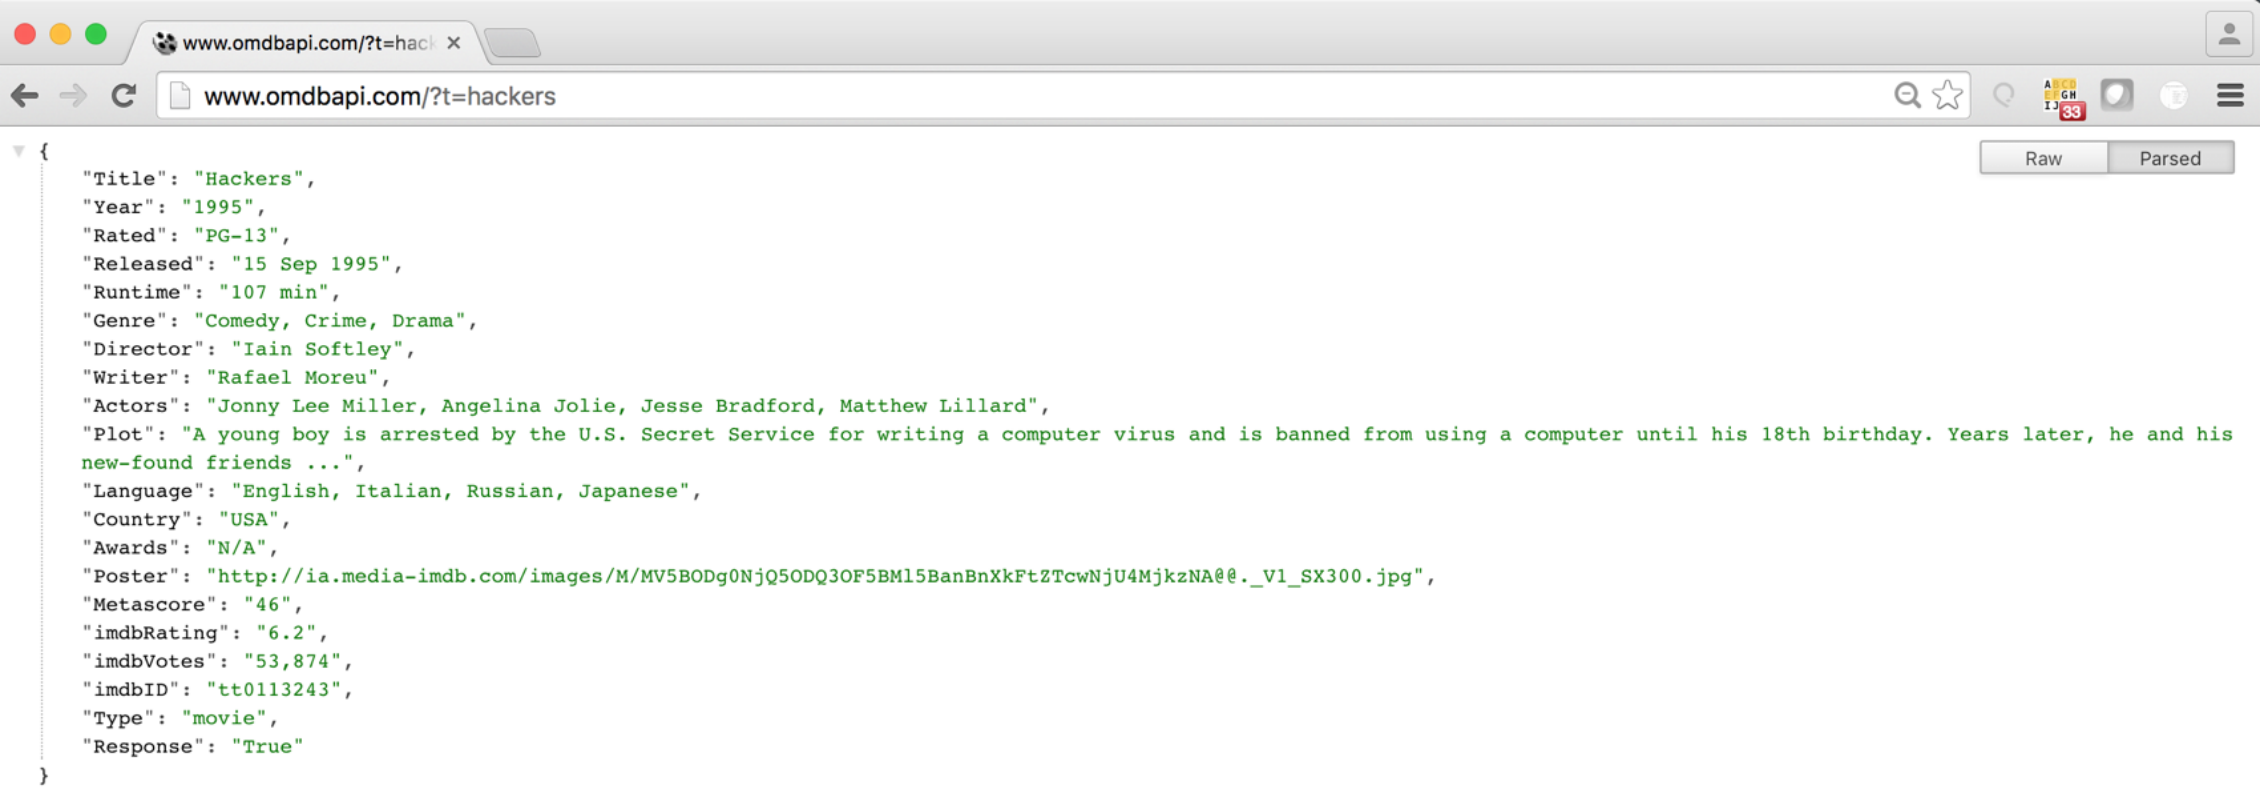 www.omdbapi.com/?t=hack
www.omdbapi.com/?t=hackers
ABCD
EFGH
IJ
33
Raw Parsed
{
"Title": "Hackers",
"Year": "1995",
"Rated": "PG-13",
"Released": "15 Sep 1995",
"Runtime": "107 min",
"Genre": "Comedy, Crime, Drama",
"Director": "Iain Softley",
"Writer": "Rafael Moreu",
"Actors": "Jonny Lee Miller, Angelina Jolie, Jesse Bradford, Matthew Lillard",
"Plot": "A young boy is arrested by the U.S. Secret Service for writing a computer virus and is banned from using a computer until his 18th birthday. Years later, he and his
new-found friends ...",
"Language": "English, Italian, Russian, Japanese",
"Country": "USA",
"Awards": "N/A",
"Poster": "http://ia.media-imdb.com/images/M/MV5BODg0NjQ5ODQ3OF5BMl5BanBnXkFtZTcwNjU4MjkzNA@@._V1_SX300.jpg",
"Metascore": "46",
"imdbRating": "6.2",
"imdbVotes": "53,874",
"imdbID": "tt0113243",
"Type": "movie",
"Response": "True"
}